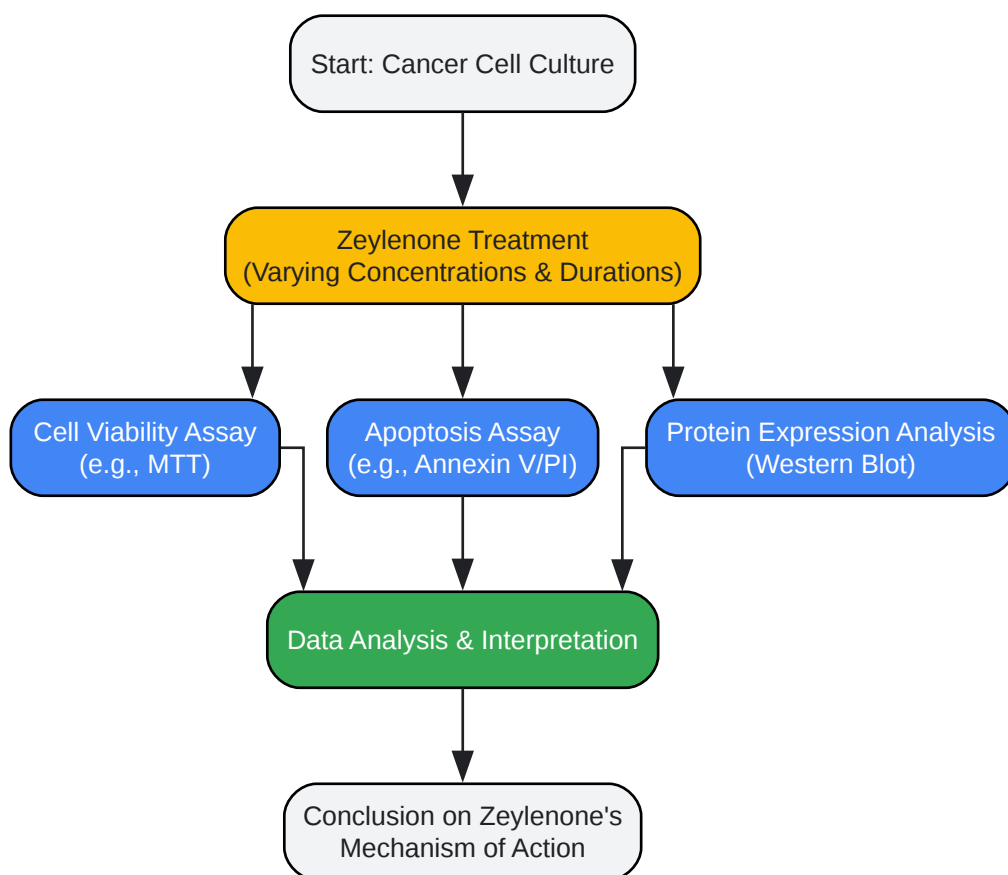 Start: Cancer Cell Culture
Zeylenone Treatment
(Varying Concentrations & Durations)
Cell Viability Assay
(e.g., MTT)
Apoptosis Assay
(e.g., Annexin V/PI)
Protein Expression Analysis
(Western Blot)
Data Analysis & Interpretation
Conclusion on Zeylenone's
Mechanism of Action